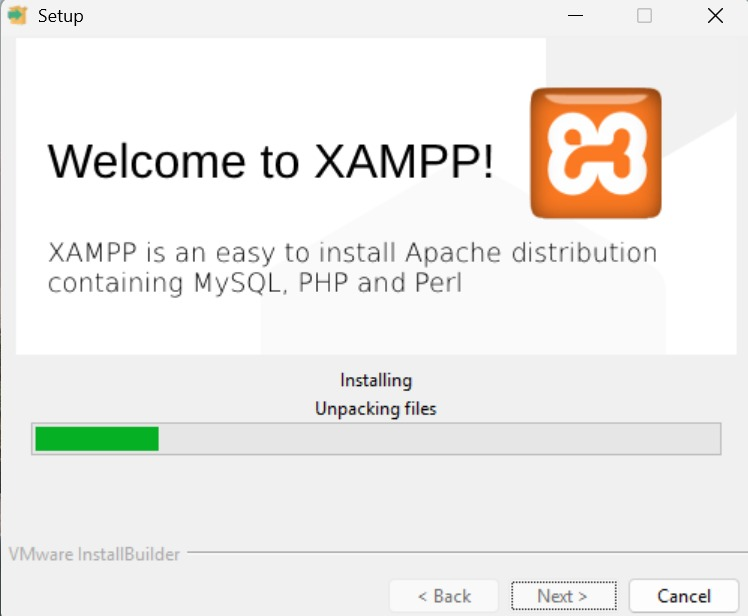 Setup
Welcome to XAMPP!
XAMPP is an easy to install Apache distribution
containing MySQL, PHP and Perl
Installing
Unpacking files
VMware InstallBuilder
< Back
Next >
Cancel